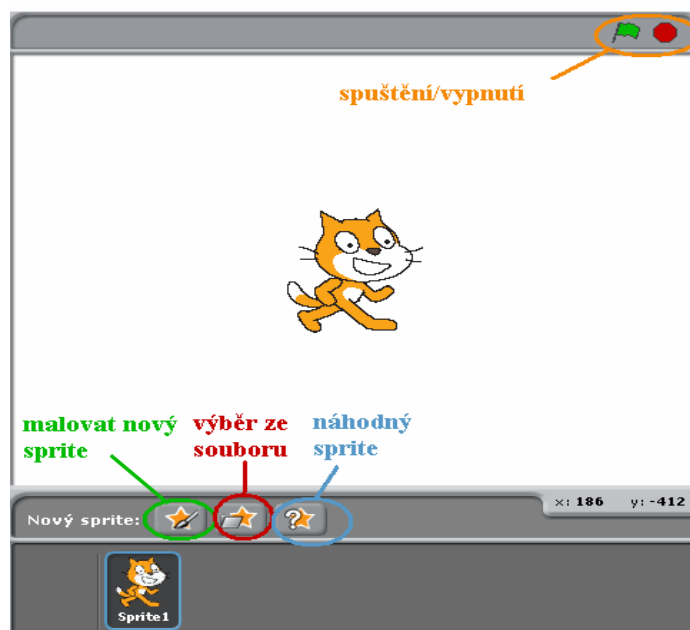 spuštění/vypnutí
malovat nový
sprite
výběr ze
souboru
náhodný
sprite
x: 186 y: -412
Nový sprite:
Sprite1